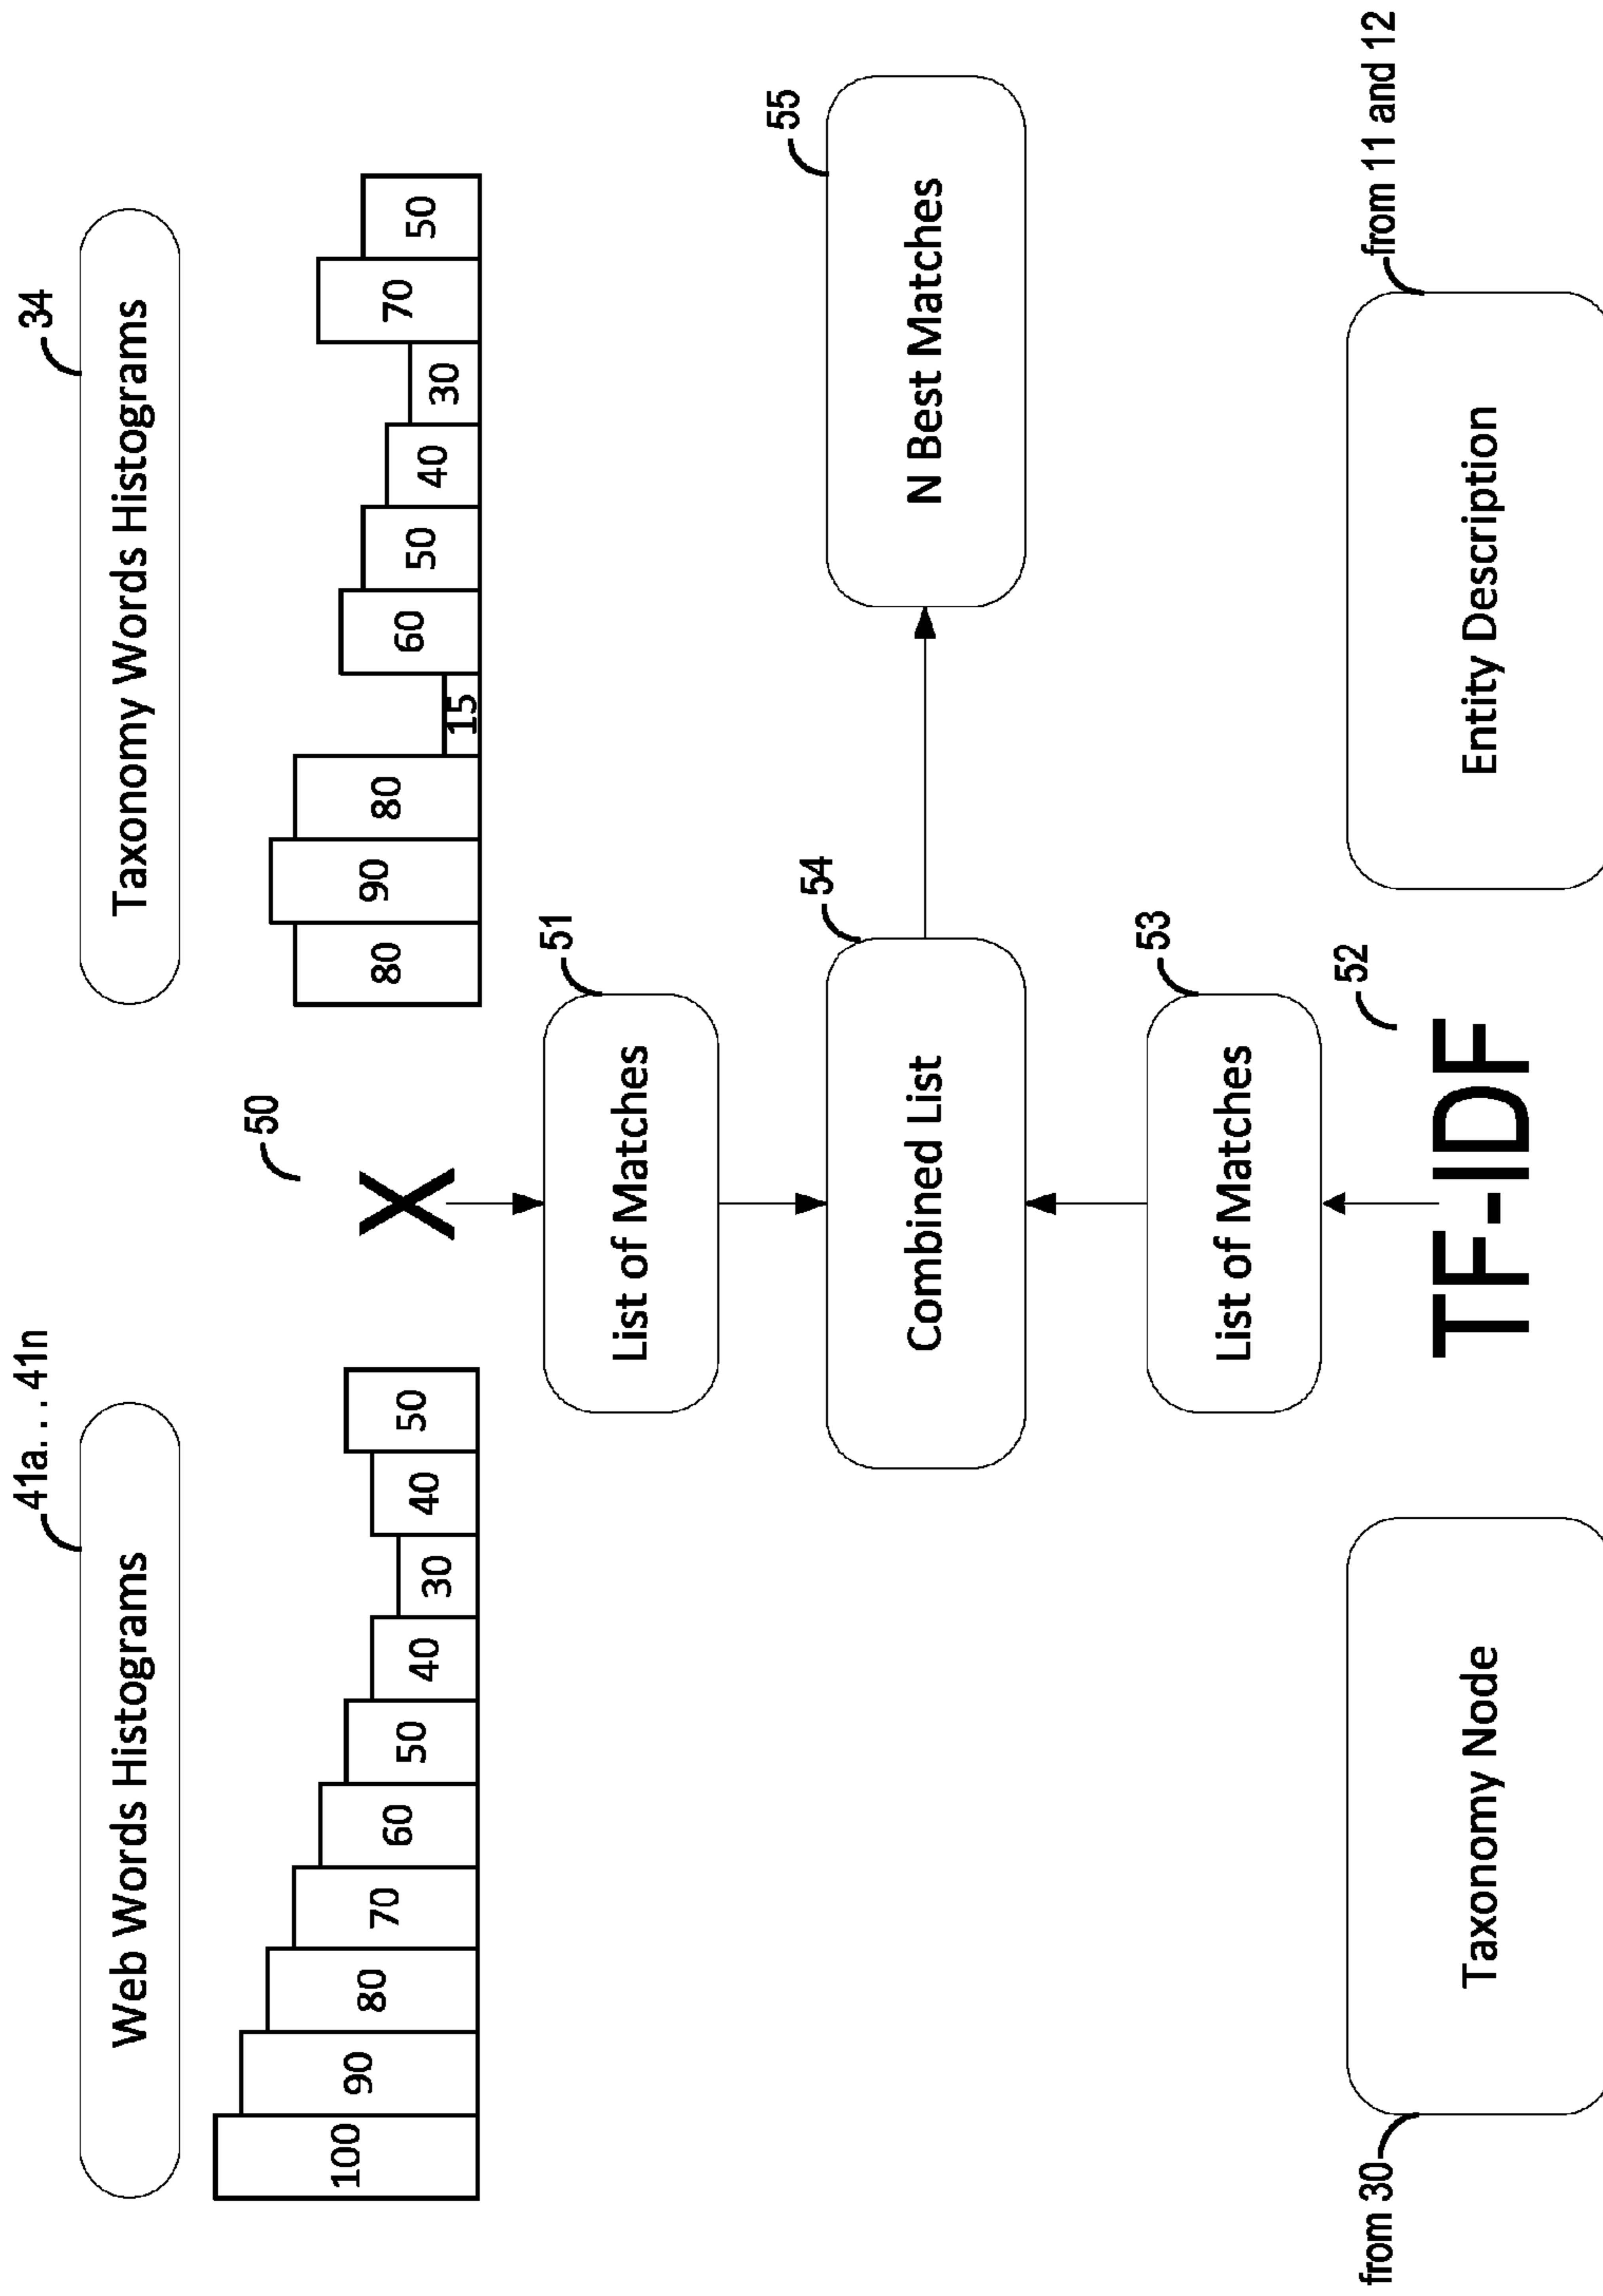 41a. . . 41n
34
Web Words Histograms
Taxonomy Words Histograms
50
100
90
80
70
60
50
40
30
40
50
X
80
90
80
15
60
50
40
30
70
50
51
List of Matches
54
55
Combined List
N Best Matches
53
List of Matches
from 30
52
from 11 and 12
Taxonomy Node
TF-IDF
Entity Description